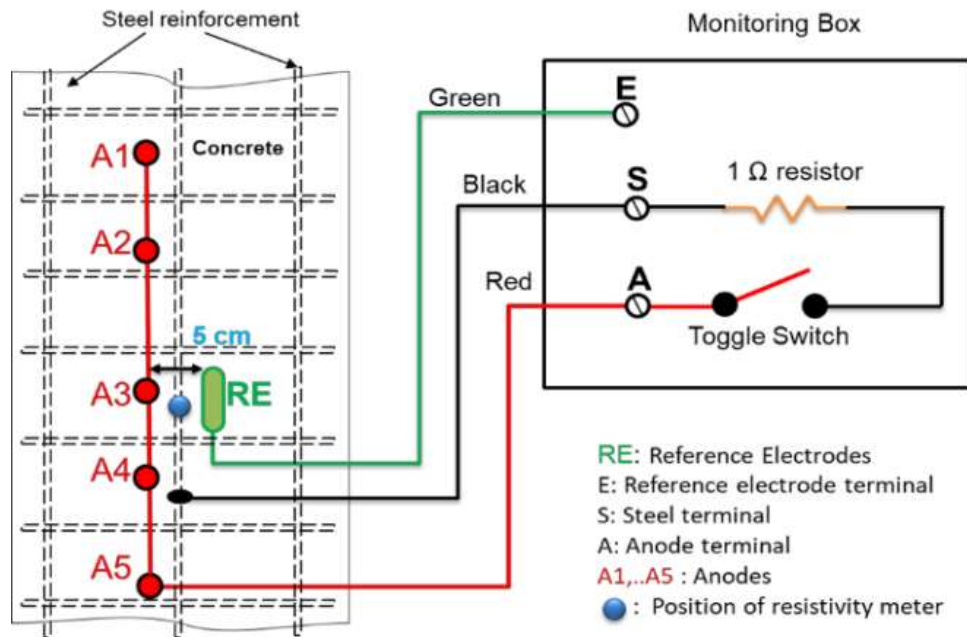 Steel reinforcement
Monitoring Box
Green
E
Concrete
A1
Black
S
1 Ω resistor
A2
Red
A
Toggle Switch
5 cm
A3
RE
A4
A5
RE: Reference Electrodes
E: Reference electrode terminal
S: Steel terminal
A: Anode terminal
A1,..A5 : Anodes
: Position of resistivity meter